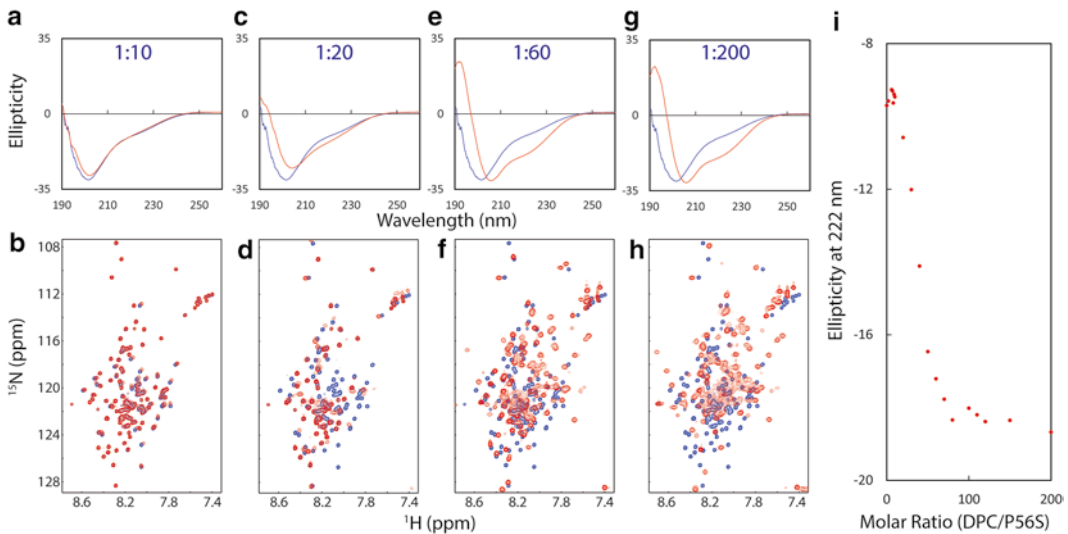 a c e g i
1:10 1:20 1:60 1:200
35 35 35 35
Ellipticity
0 0 0 0
-35 -35 -35 -35
190 210 230 250 190 210 230 250 190 210 230 250 190 210 230 250
Wavelength (nm)
b d f h
108
112
116
120
124
128
¹⁵N (ppm)
8.6 8.2 7.8 7.4 8.6 8.2 7.8 7.4 8.6 8.2 7.8 7.4 8.6 8.2 7.8 7.4
¹H (ppm)
-8
-12
-16
-20
Ellipticity at 222 nm
0 100 200
Molar Ratio (DPC/P56S)